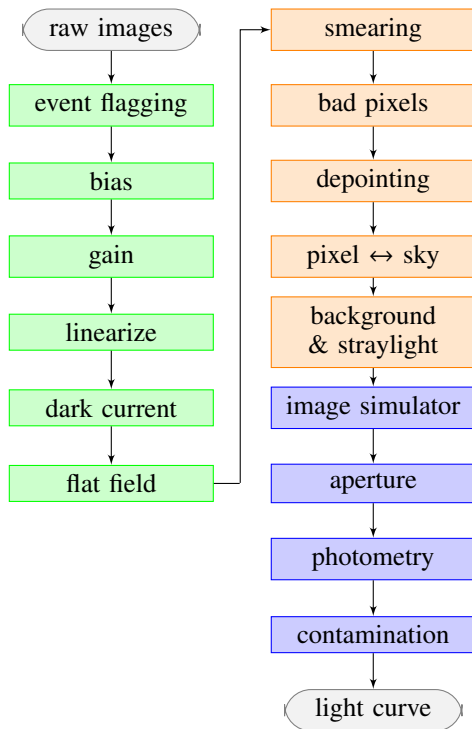 raw images
event flagging
bias
gain
linearize
dark current
flat field
smearing
bad pixels
depointing
pixel ↔ sky
background
& straylight
image simulator
aperture
photometry
contamination
light curve